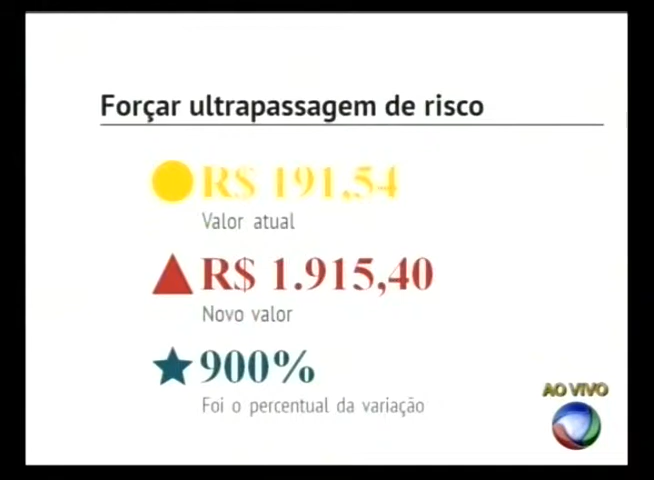 Forçar ultrapassagem de risco
R$ 191,54
Valor atual
R$ 1.915,40
Novo valor
900%
Foi o percentual da variação
AO VIVO